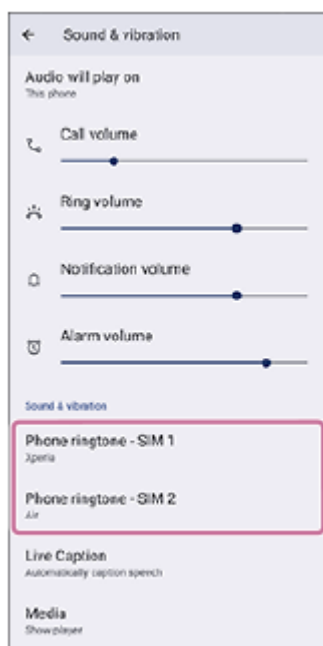 Sound & vibration
Audio will play on
This phone
Call volume
Ring volume
Notification volume
Alarm volume
Sound & vibration
Phone ringtone - SIM 1
Xperia
Phone ringtone - SIM 2
Air
Live Caption
Automatically caption speech
Media
Show player